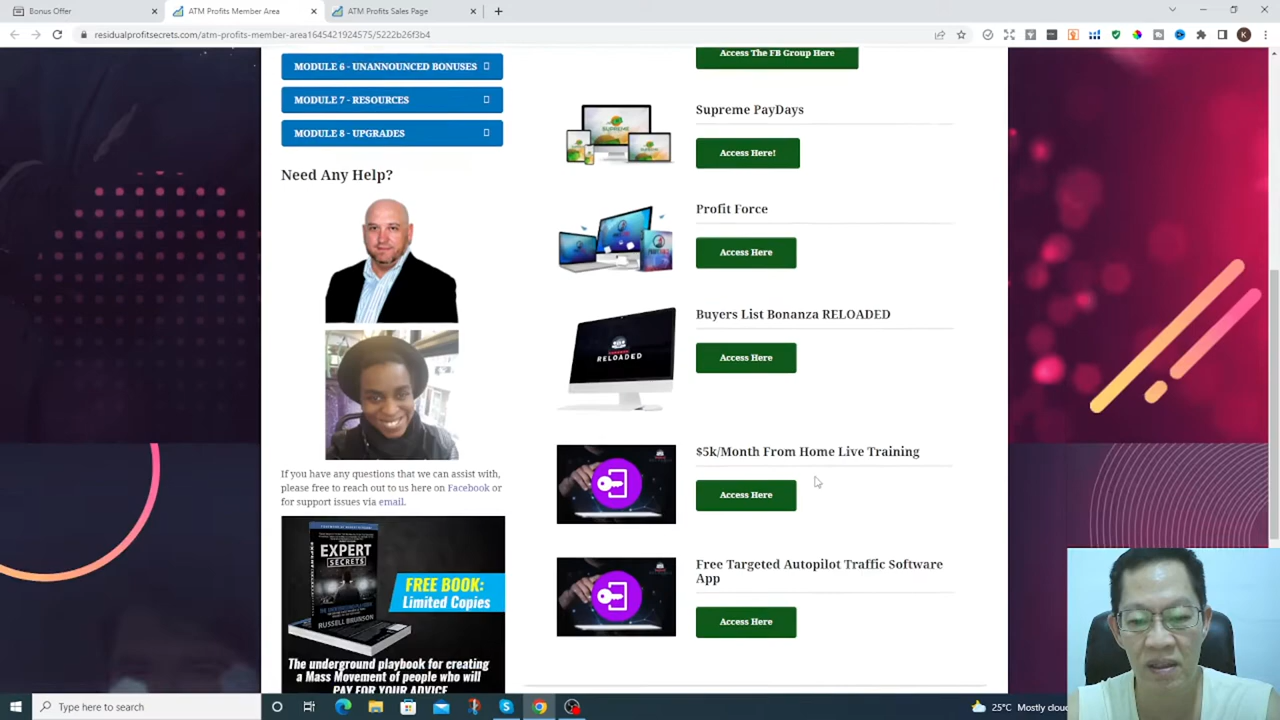 Bonus Offer
ATM Profits Member Area
ATM Profits Sales Page
residualprofitsecrets.com/atm-profits-member-area1645421924575/5222b26f3b4
K
MODULE 6 - UNANNOUNCED BONUSES
MODULE 7 - RESOURCES
MODULE 8 - UPGRADES
Need Any Help?
If you have any questions that we can assist with,
please free to reach out to us here on Facebook or
for support issues via email.
EXPERT
SECRETS
RUSSELL BRUNSON
FREE BOOK:
Limited Copies
The underground playbook for creating
a Mass Movement of people who will
PAY FOR YOUR ADVICE
Access The FB Group Here
SUPREME
Supreme PayDays
Access Here!
Profit Force
Access Here
RELOADED
Buyers List Bonanza RELOADED
Access Here
$5k/Month From Home Live Training
Access Here
Free Targeted Autopilot Traffic Software
App
Access Here
Type here to search
25°C Mostly cloud